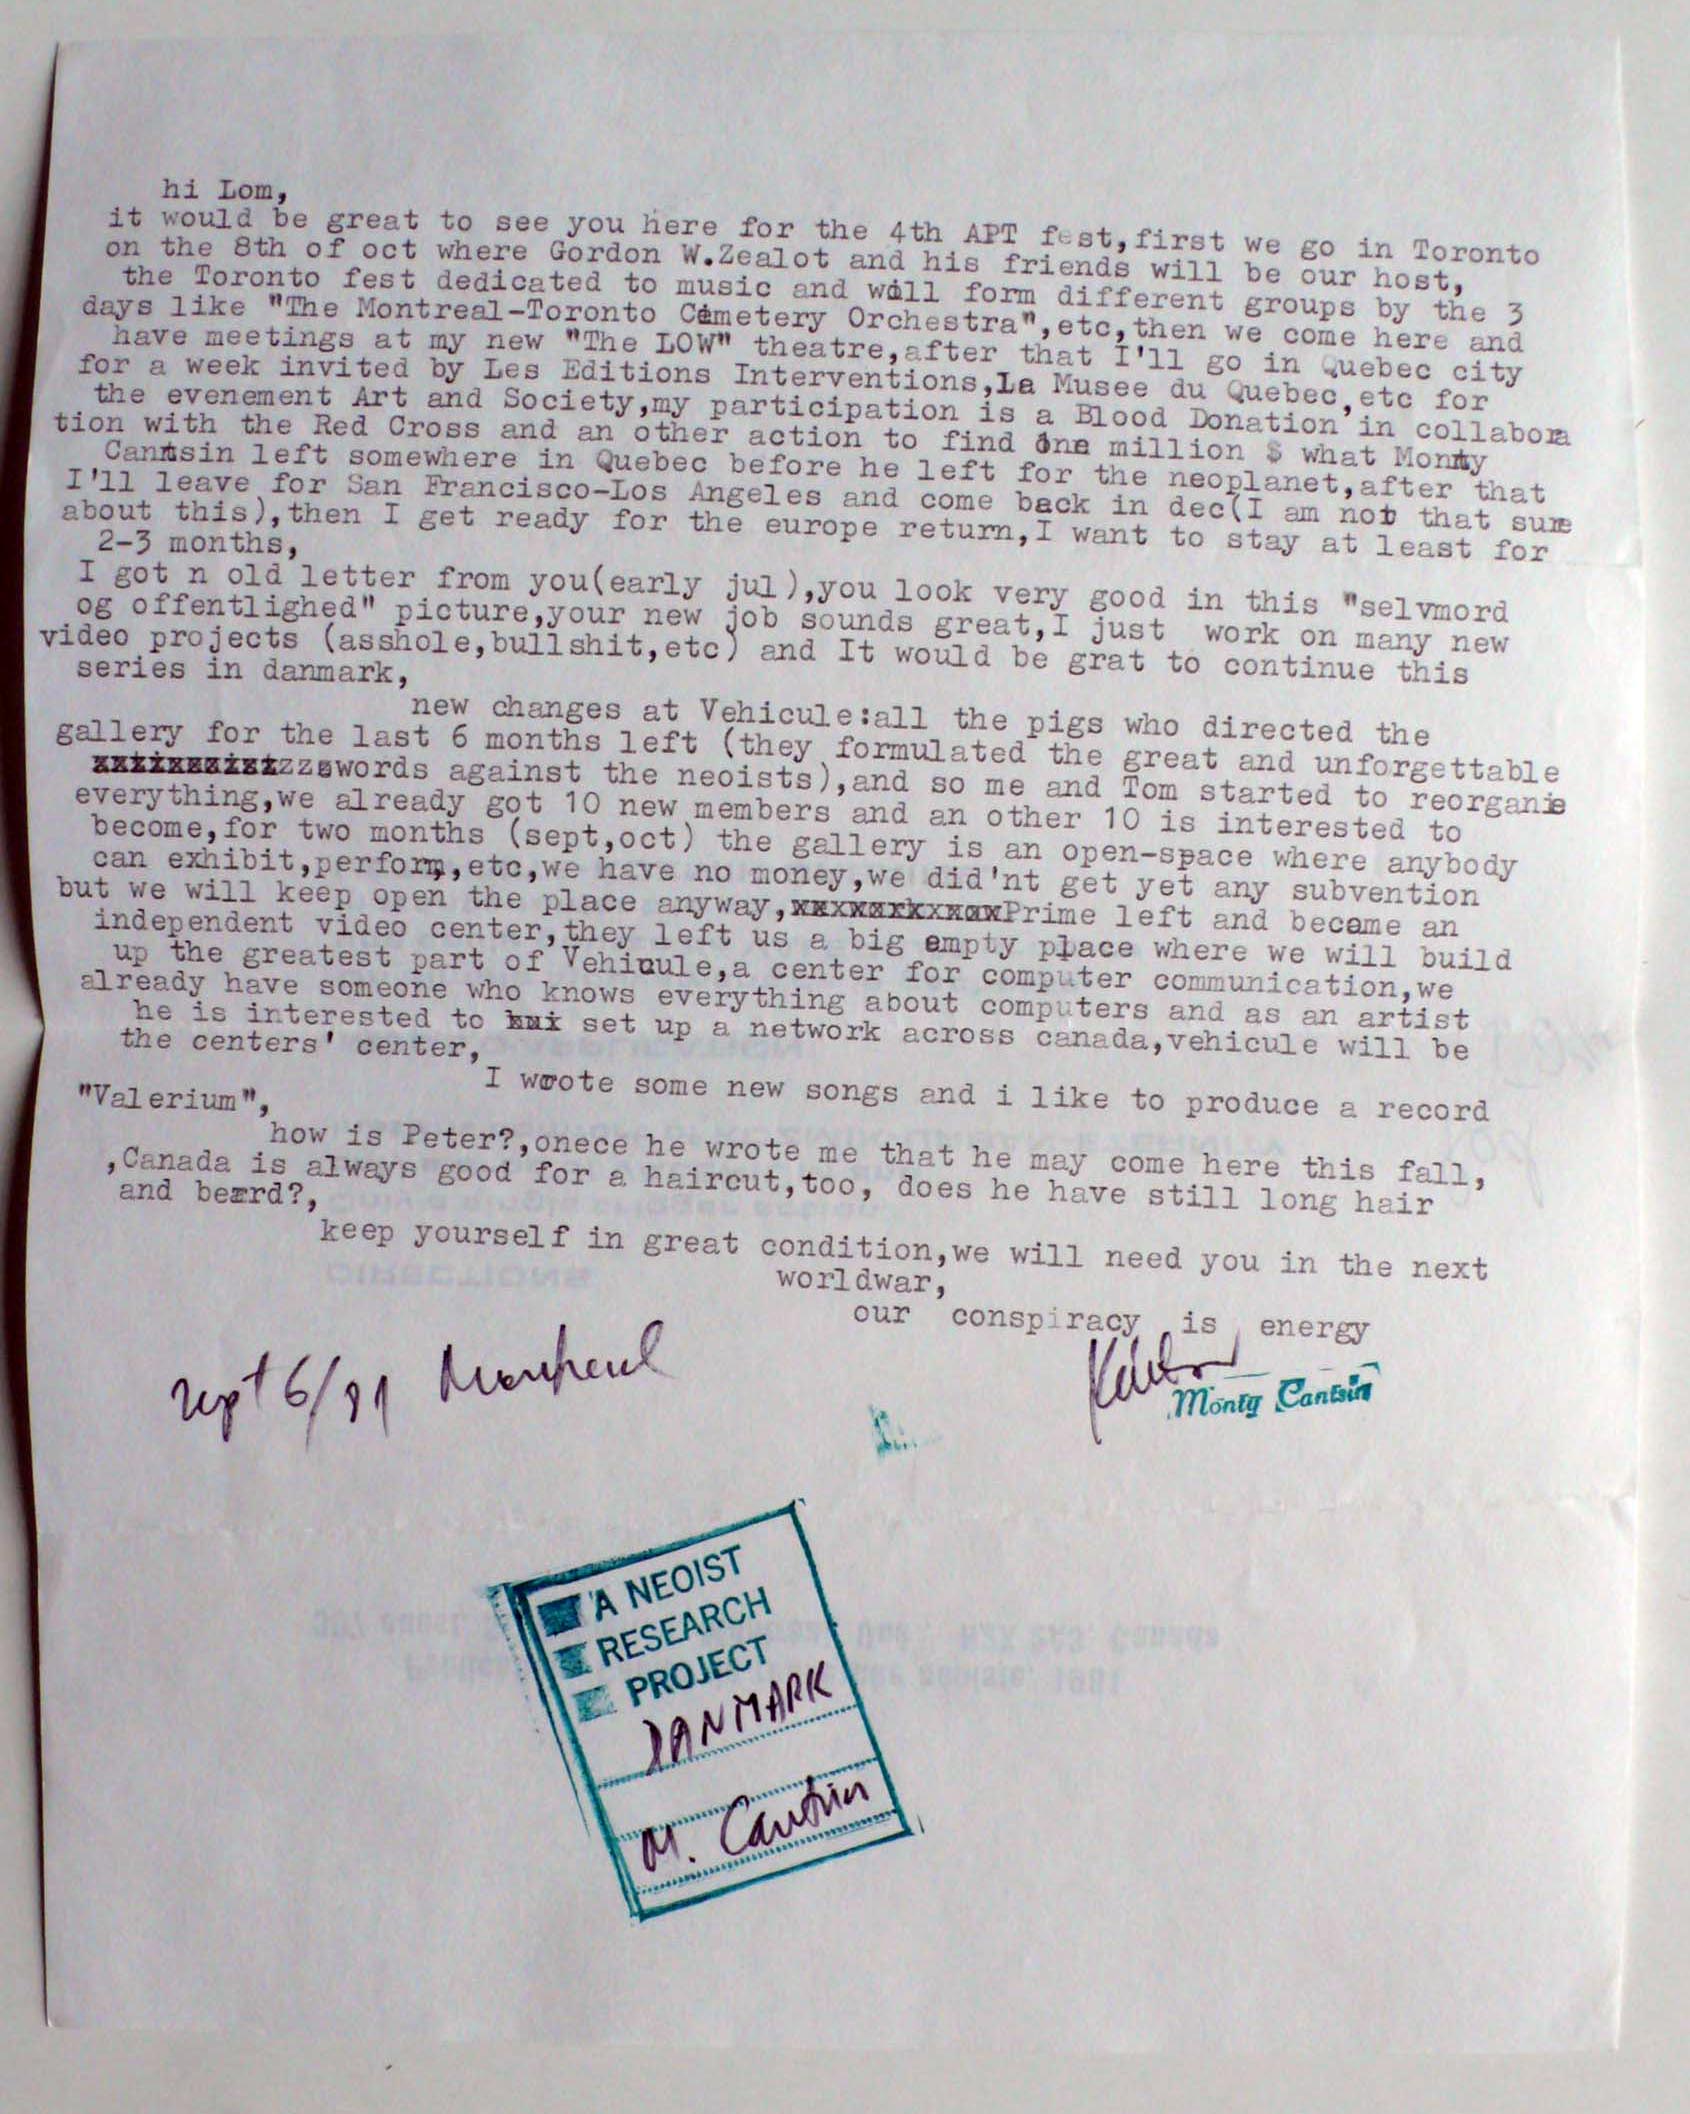 hi Lom,
it would be great to see you here for the 4th APT fest,first we go in Toronto
on the 8th of oct where Gordon W.Zealot and his friends will be our host,
the Toronto fest dedicated to music and will form different groups by the 3
days like "The Montreal-Toronto Cemetery Orchestra",etc,then we come here and
have meetings at my new "The LOW" theatre,after that I'll go in Quebec city
for a week invited by Les Editions Interventions,La Musee du Quebec,etc for
the evenement Art and Society,my participation is a Blood Donation in collabora
tion with the Red Cross and an other action to find one million $ what Monty
Cantsin left somewhere in Quebec before he left for the neoplanet,after that
I'll leave for San Francisco-Los Angeles and come back in dec(I am not that sure
about this),then I get ready for the europe return,I want to stay at least for
2-3 months,
I got n old letter from you(early jul),you look very good in this "selvmord
og offentlighed" picture,your new job sounds great,I just work on many new
video projects (asshole,bullshit,etc) and It would be grat to continue this
series in danmark,
new changes at Vehicule:all the pigs who directed the
gallery for the last 6 months left (they formulated the great and unforgettable
words against the neoists),and so me and Tom started to reorganie
everything,we already got 10 new members and an other 10 is interested to
become,for two months (sept,oct) the gallery is an open-space where anybody
can exhibit,perform,etc,we have no money,we did'nt get yet any subvention
but we will keep open the place anyway,Prime left and became an
independent video center,they left us a big empty place where we will build
up the greatest part of Vehicule,a center for computer communication,we
already have someone who knows everything about computers and as an artist
he is interested to set up a network across canada,vehicule will be
the centers' center,
I wrote some new songs and i like to produce a record
"Valerium",
how is Peter?,onece he wrote me that he may come here this fall,
,Canada is always good for a haircut,too, does he have still long hair
and beard?,
keep yourself in great condition,we will need you in the next
worldwar,
our conspiracy is energy
sept 6/81 Montreal
Monty Cantsin
A NEOIST
RESEARCH
PROJECT
DANMARK
M. Cantsin